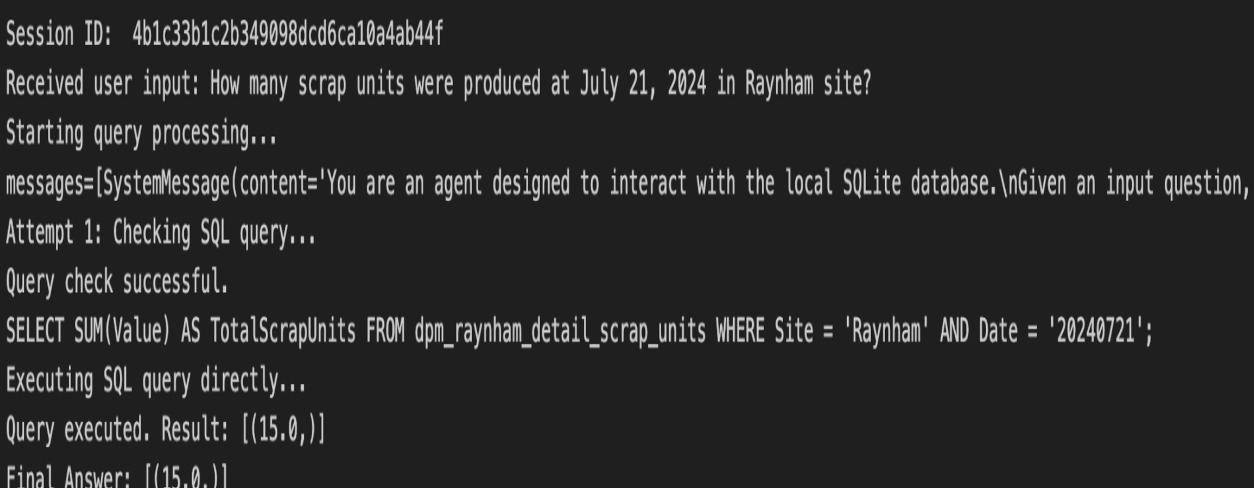 Session ID:  4b1c33b1c2b349098dcd6ca10a4ab44f
Received user input: How many scrap units were produced at July 21, 2024 in Raynham site?
Starting query processing...
messages=[SystemMessage(content='You are an agent designed to interact with the local SQLite database.\nGiven an input question,
Attempt 1: Checking SQL query...
Query check successful.
SELECT SUM(Value) AS TotalScrapUnits FROM dpm_raynham_detail_scrap_units WHERE Site = 'Raynham' AND Date = '20240721';
Executing SQL query directly...
Query executed. Result: [(15.0,)]
Final Answer: [(15.0,)]